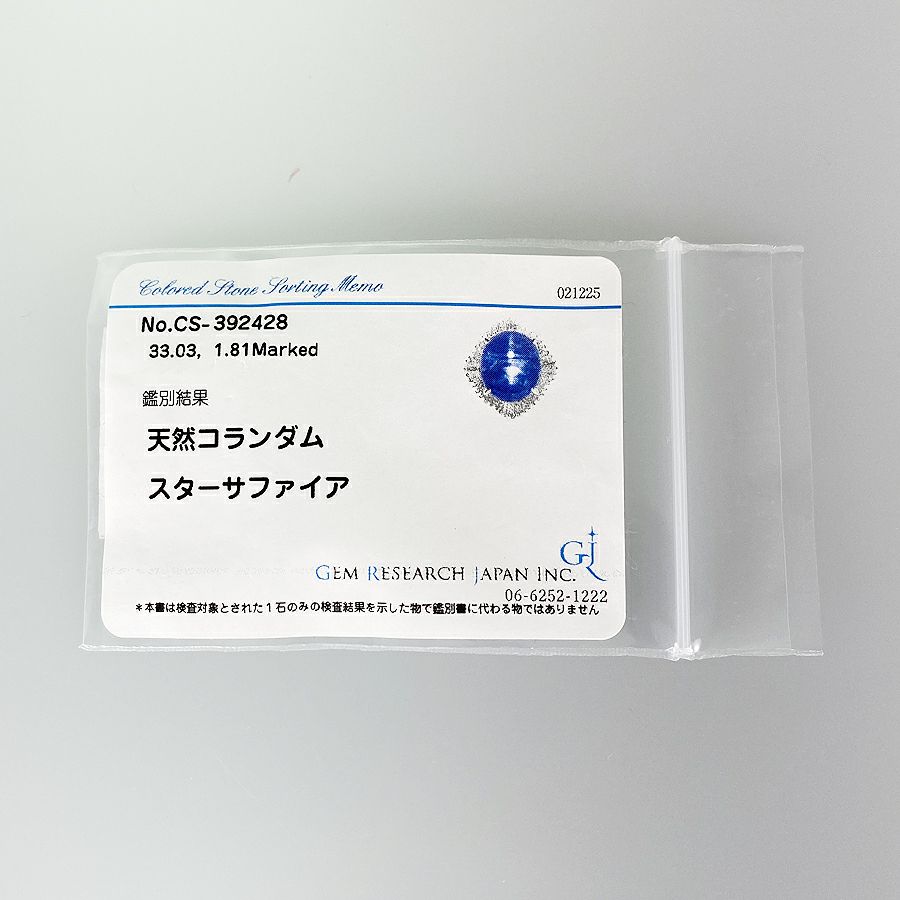 Colored Stone Sorting Memo
021225
No.CS-392428
33.03, 1.81Marked
鑑別結果
天然コランダム
スターサファイア
GJ
GEM RESEARCH JAPAN INC.
06-6252-1222
*本書は検査対象とされた1石のみの検査結果を示した物で鑑別書に代わる物ではありません